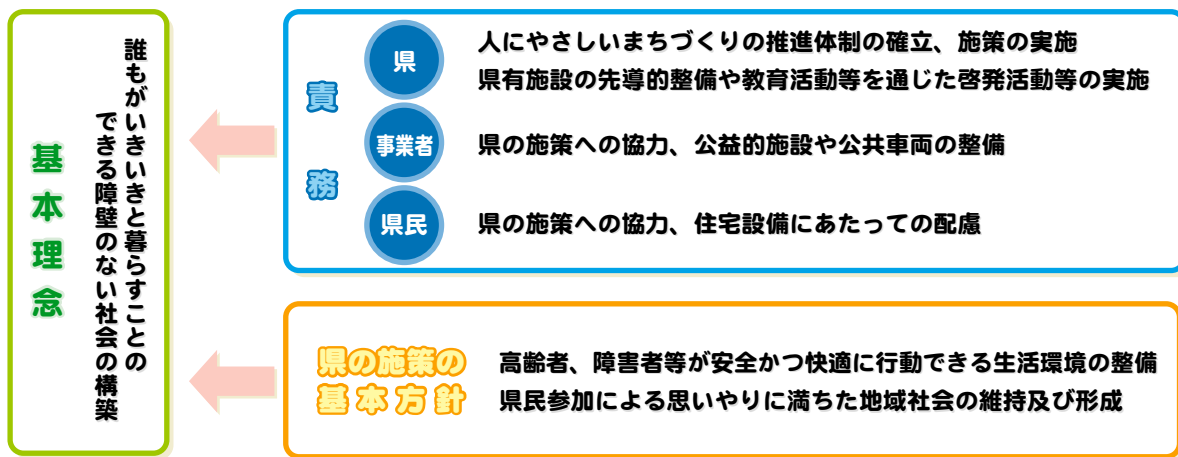 基本理念
誰もがいきいきと暮らすことの
できる障壁のない社会の構築
責務
県
人にやさしいまちづくりの推進体制の確立、施策の実施
県有施設の先導的整備や教育活動等を通じた啓発活動等の実施
事業者
県の施策への協力、公益的施設や公共車両の整備
県民
県の施策への協力、住宅設備にあたっての配慮
県の施策の
基本方針
高齢者、障害者等が安全かつ快適に行動できる生活環境の整備
県民参加による思いやりに満ちた地域社会の維持及び形成